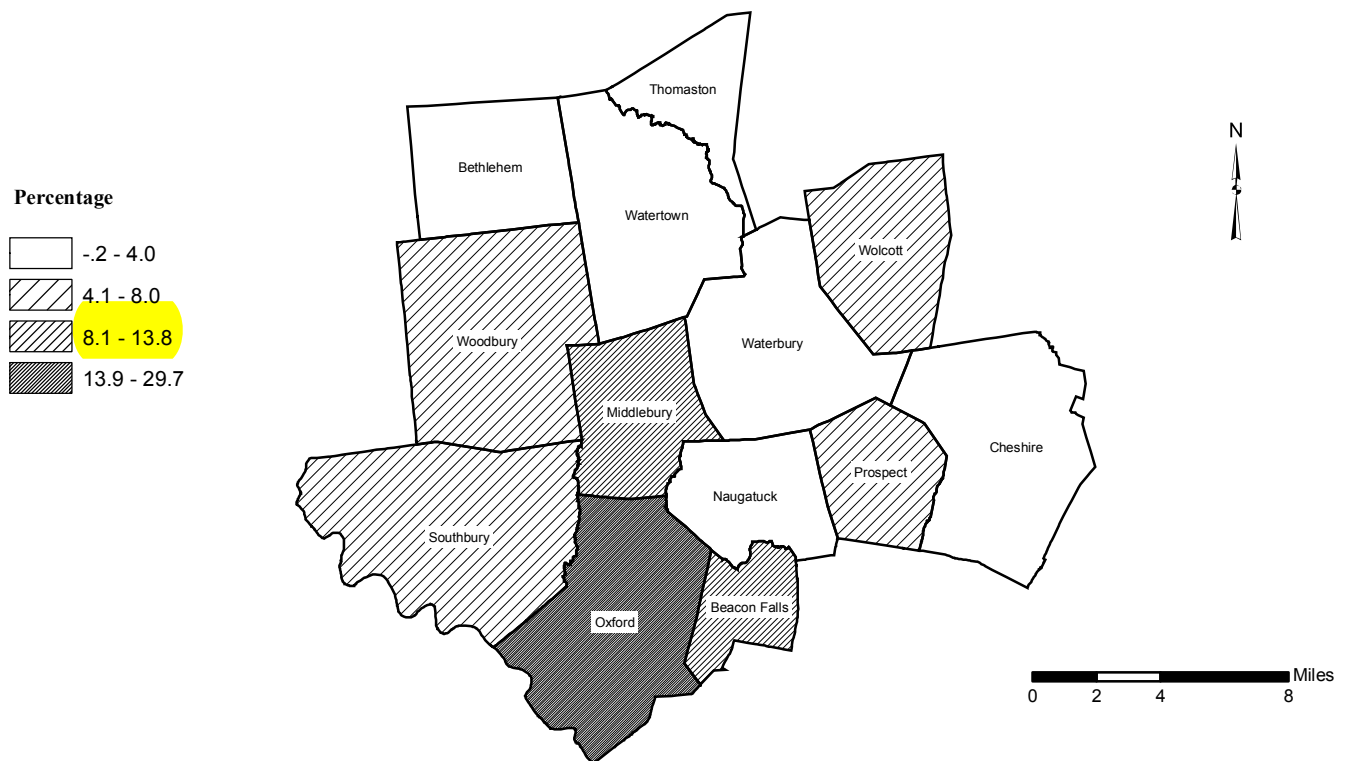 Thomaston
N
Bethlehem
Percentage
Watertown
-.2 - 4.0
Wolcott
4.1 - 8.0
8.1 - 13.8
Woodbury
Waterbury
13.9 - 29.7
Middlebury
Cheshire
Prospect
Naugatuck
Southbury
Beacon Falls
Oxford
Miles
0 2 4 8